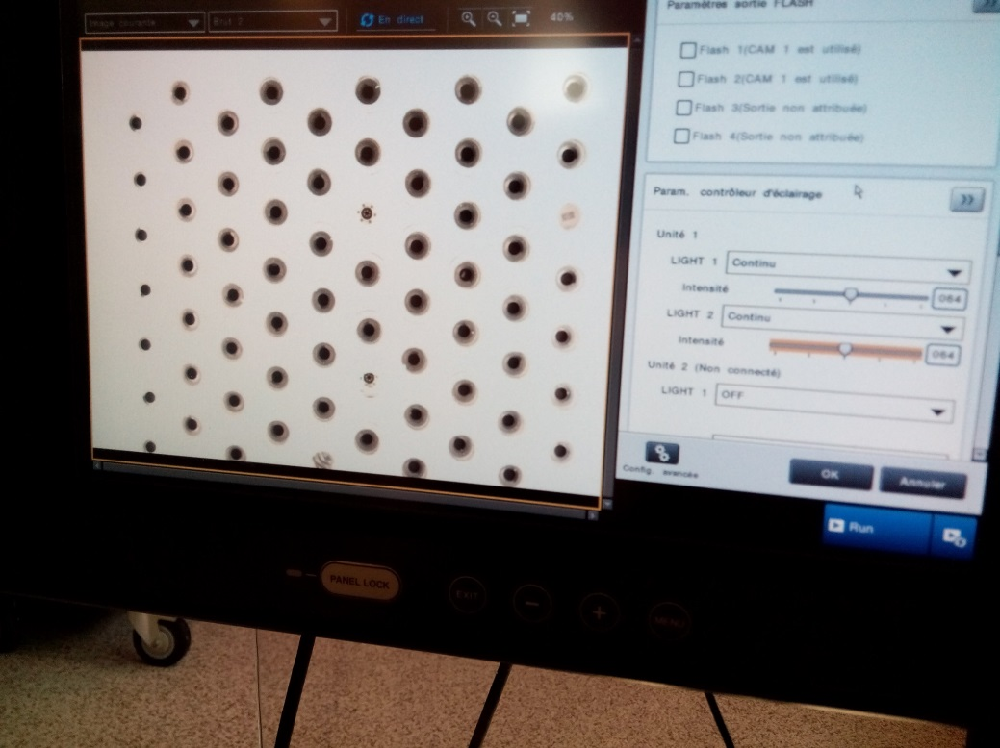 Paramètres sortie FLASH
Image courante
Brut 2
En direct
40%
Flash 1(CAM 1 est utilisé)
Flash 2(CAM 1 est utilisé)
Flash 3(Sortie non attribuée)
Flash 4(Sortie non attribuée)
Param. contrôleur d'éclairage
Unité 1
LIGHT 1 Continu
Intensité 064
LIGHT 2 Continu
Intensité 064
Unité 2 (Non connecté)
LIGHT 1 OFF
Config. avancée
OK
Annuler
Run
PANEL LOCK
EXIT
−
+
MENU